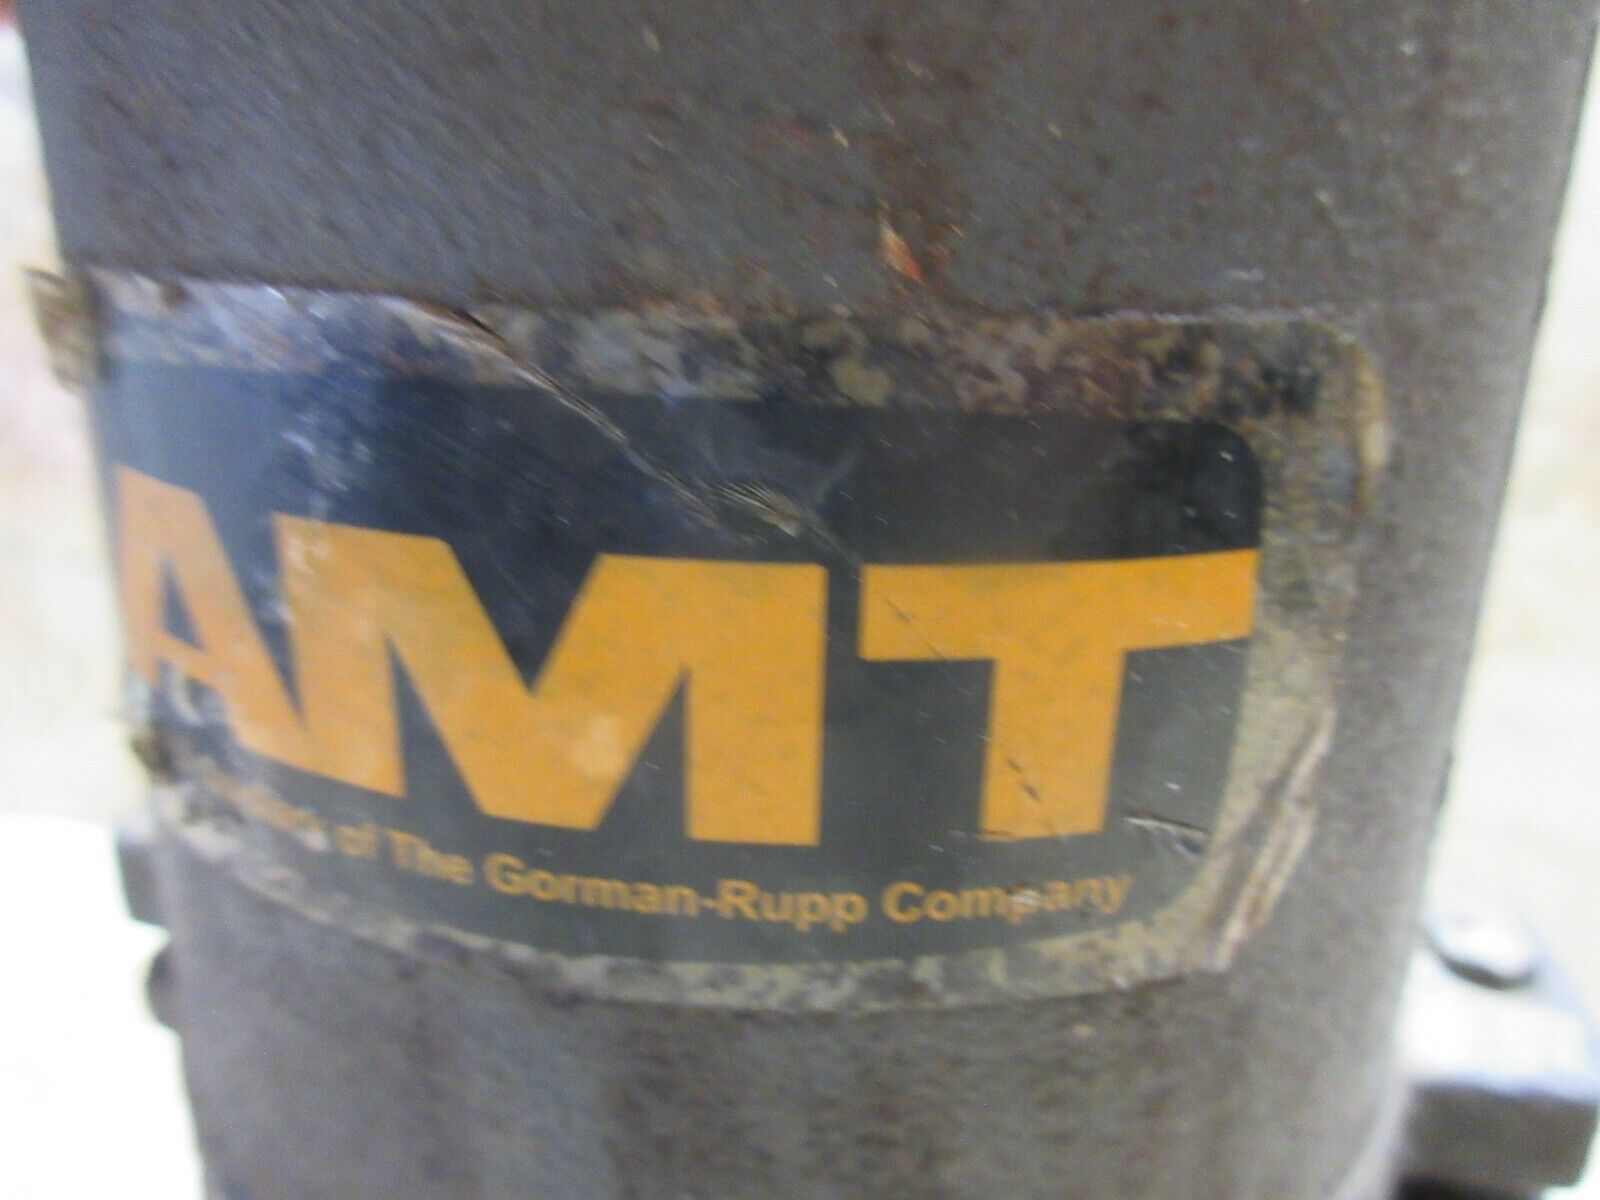 AMT
of The Gorman-Rupp Company